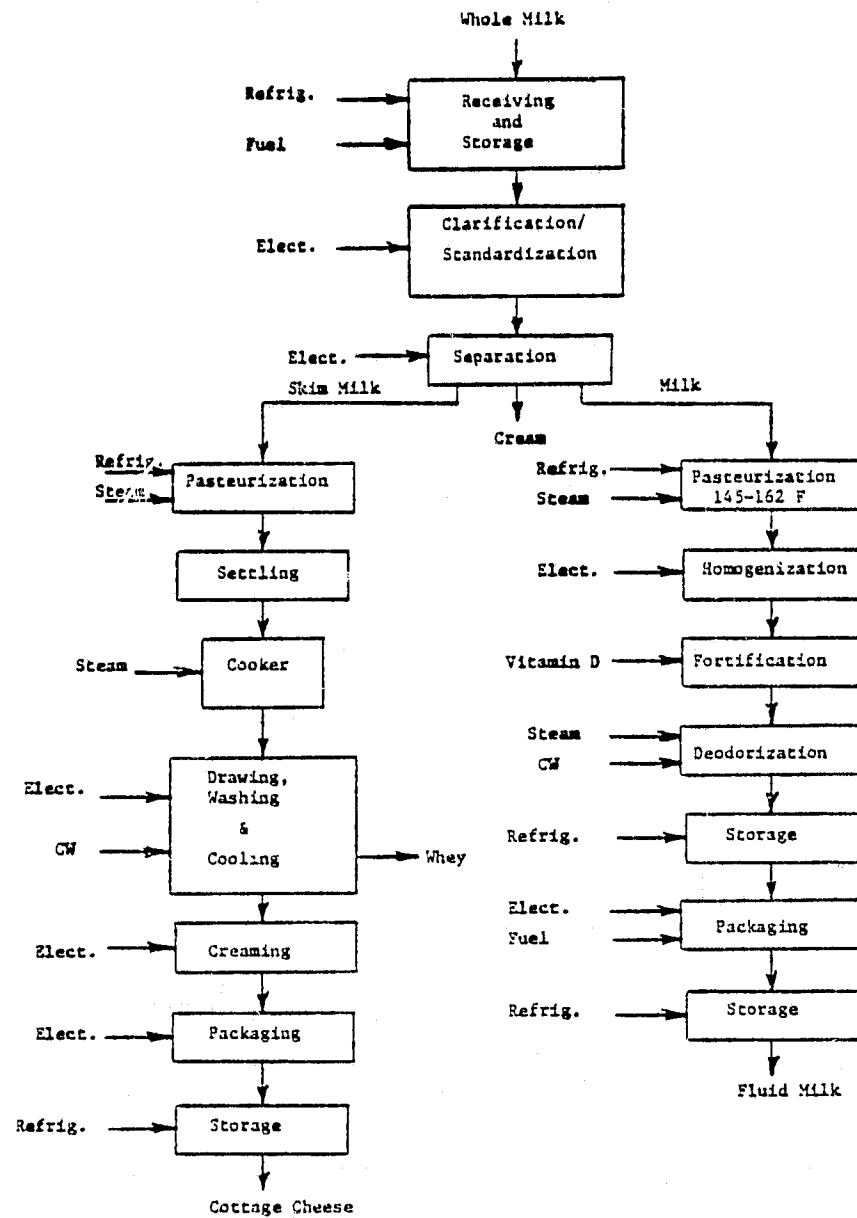 Whole Milk
Refrig.
Fuel
Receiving
and
Storage
Elect.
Clarification/
Standardization
Elect.
Separation
Skim Milk
Cream
Milk
Refrig.
Steam
Pasteurization
Settling
Steam
Cooker
Elect.
CW
Drawing,
Washing
&
Cooling
Whey
Elect.
Creaming
Elect.
Packaging
Refrig.
Storage
Cottage Cheese
Refrig.
Steam
Pasteurization
145-162 F
Elect.
Homogenization
Vitamin D
Fortification
Steam
CW
Deodorization
Refrig.
Storage
Elect.
Fuel
Packaging
Refrig.
Storage
Fluid Milk